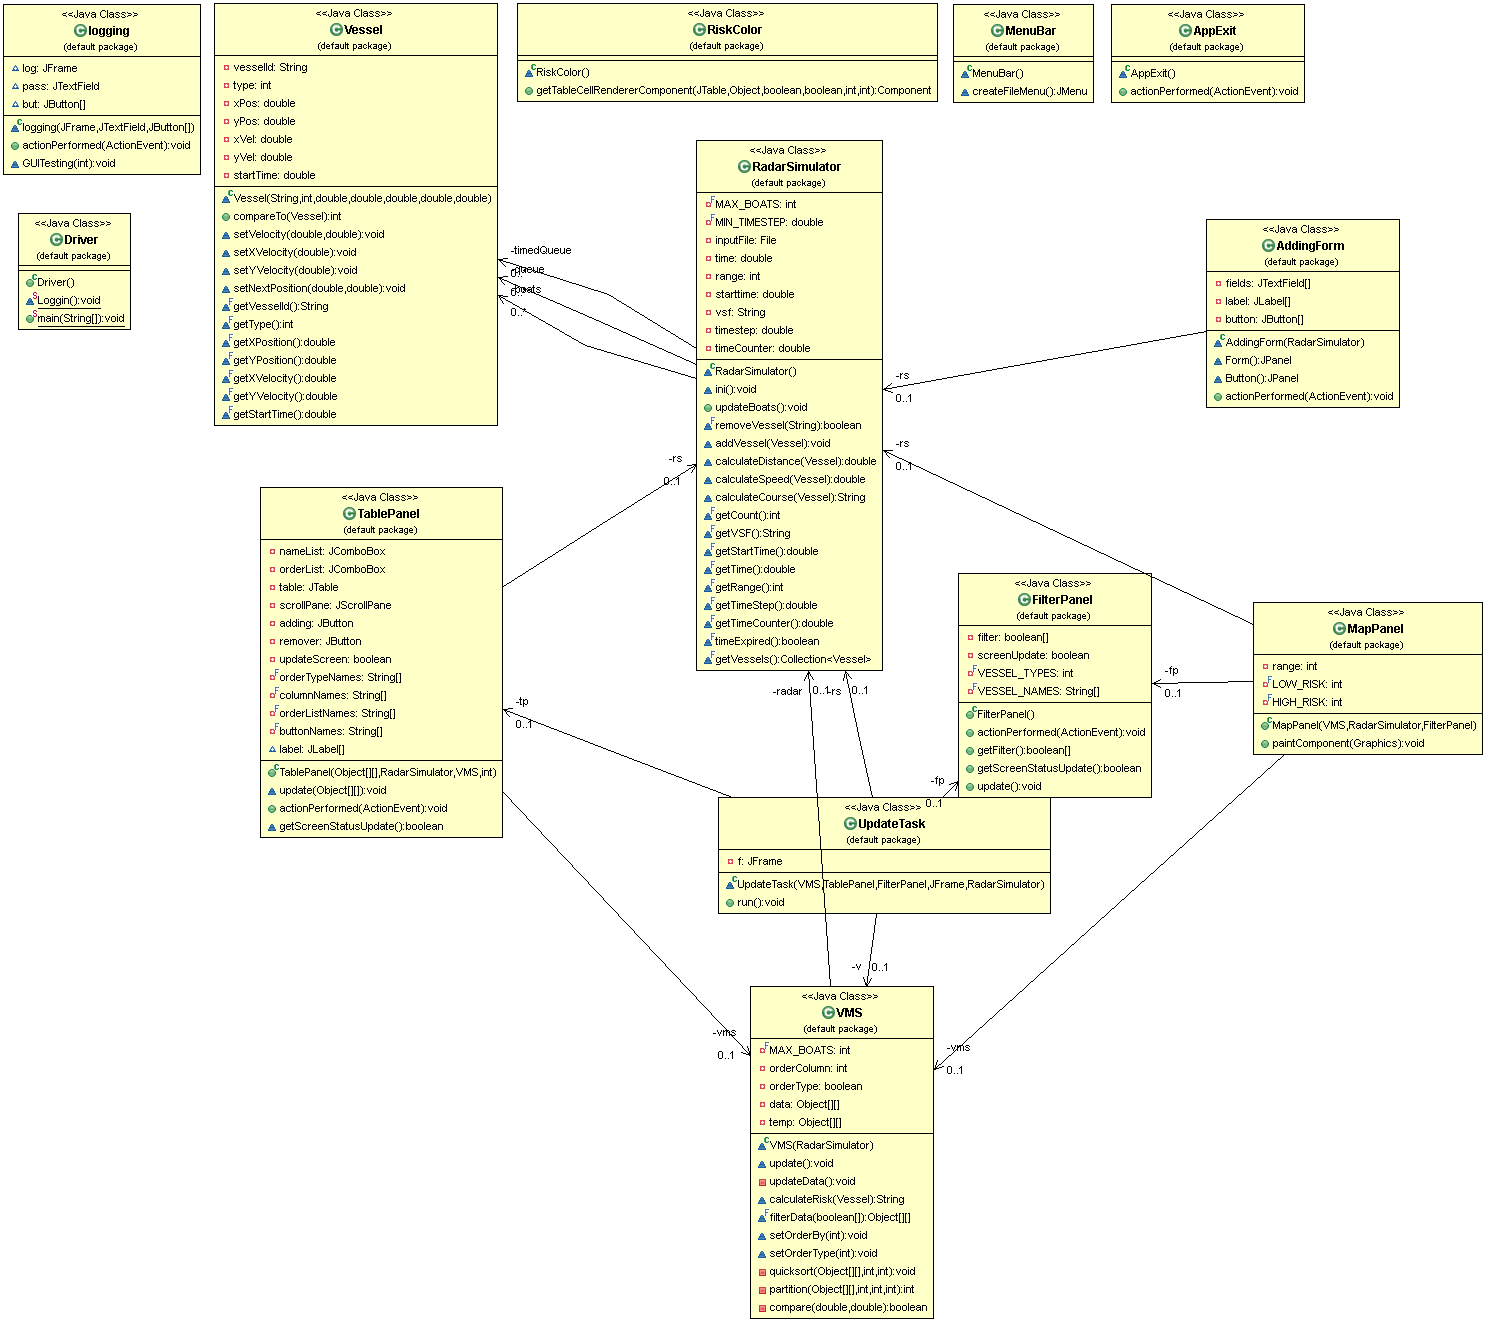 <<Java Class>>
logging
(default package)
log: JFrame
pass: JTextField
but: JButton[]
logging(JFrame,JTextField,JButton[])
actionPerformed(ActionEvent):void
GUITesting(int):void
<<Java Class>>
Vessel
(default package)
vesselId: String
type: int
xPos: double
yPos: double
xVel: double
yVel: double
startTime: double
Vessel(String,int,double,double,double,double,double)
compareTo(Vessel):int
setVelocity(double,double):void
setXVelocity(double):void
setYVelocity(double):void
setNextPosition(double,double):void
getVesselId():String
getType():int
getXPosition():double
getYPosition():double
getXVelocity():double
getYVelocity():double
getStartTime():double
<<Java Class>>
RiskColor
(default package)
RiskColor()
getTableCellRendererComponent(JTable,Object,boolean,boolean,int,int):Component
<<Java Class>>
MenuBar
(default package)
MenuBar()
createFileMenu():JMenu
<<Java Class>>
AppExit
(default package)
AppExit()
actionPerformed(ActionEvent):void
<<Java Class>>
Driver
(default package)
Driver()
Loggin():void
main(String[]):void
-timedQueue
-queue
-boats
0..*
<<Java Class>>
RadarSimulator
(default package)
MAX_BOATS: int
MIN_TIMESTEP: double
inputFile: File
time: double
range: int
starttime: double
vsf: String
timestep: double
timeCounter: double
RadarSimulator()
ini():void
updateBoats():void
removeVessel(String):boolean
addVessel(Vessel):void
calculateDistance(Vessel):double
calculateSpeed(Vessel):double
calculateCourse(Vessel):String
getCount():int
getVSF():String
getStartTime():double
getTime():double
getRange():int
getTimeStep():double
getTimeCounter():double
timeExpired():boolean
getVessels():Collection<Vessel>
<<Java Class>>
AddingForm
(default package)
fields: JTextField[]
label: JLabel[]
button: JButton[]
AddingForm(RadarSimulator)
Form():JPanel
Button():JPanel
actionPerformed(ActionEvent):void
-rs
0..1
-rs
0..1
-rs
0..1
<<Java Class>>
TablePanel
(default package)
nameList: JComboBox
orderList: JComboBox
table: JTable
scrollPane: JScrollPane
adding: JButton
remover: JButton
updateScreen: boolean
orderTypeNames: String[]
columnNames: String[]
orderListNames: String[]
buttonNames: String[]
label: JLabel[]
TablePanel(Object[][],RadarSimulator,VMS,int)
update(Object[][]):void
actionPerformed(ActionEvent):void
getScreenStatusUpdate():boolean
<<Java Class>>
FilterPanel
(default package)
filter: boolean[]
screenUpdate: boolean
VESSEL_TYPES: int
VESSEL_NAMES: String[]
FilterPanel()
actionPerformed(ActionEvent):void
getFilter():boolean[]
getScreenStatusUpdate():boolean
update():void
<<Java Class>>
MapPanel
(default package)
range: int
LOW_RISK: int
HIGH_RISK: int
MapPanel(VMS,RadarSimulator,FilterPanel)
paintComponent(Graphics):void
-fp
0..1
-radar
0..1
-rs
0..1
-tp
0..1
-fp
0..1
<<Java Class>>
UpdateTask
(default package)
f: JFrame
UpdateTask(VMS,TablePanel,FilterPanel,JFrame,RadarSimulator)
run():void
-v
0..1
-vms
0..1
-vms
0..1
<<Java Class>>
VMS
(default package)
MAX_BOATS: int
orderColumn: int
orderType: boolean
data: Object[][]
temp: Object[][]
VMS(RadarSimulator)
update():void
updateData():void
calculateRisk(Vessel):String
filterData(boolean[]):Object[][]
setOrderBy(int):void
setOrderType(int):void
quicksort(Object[][],int,int):void
partition(Object[][],int,int,int):int
compare(double,double):boolean